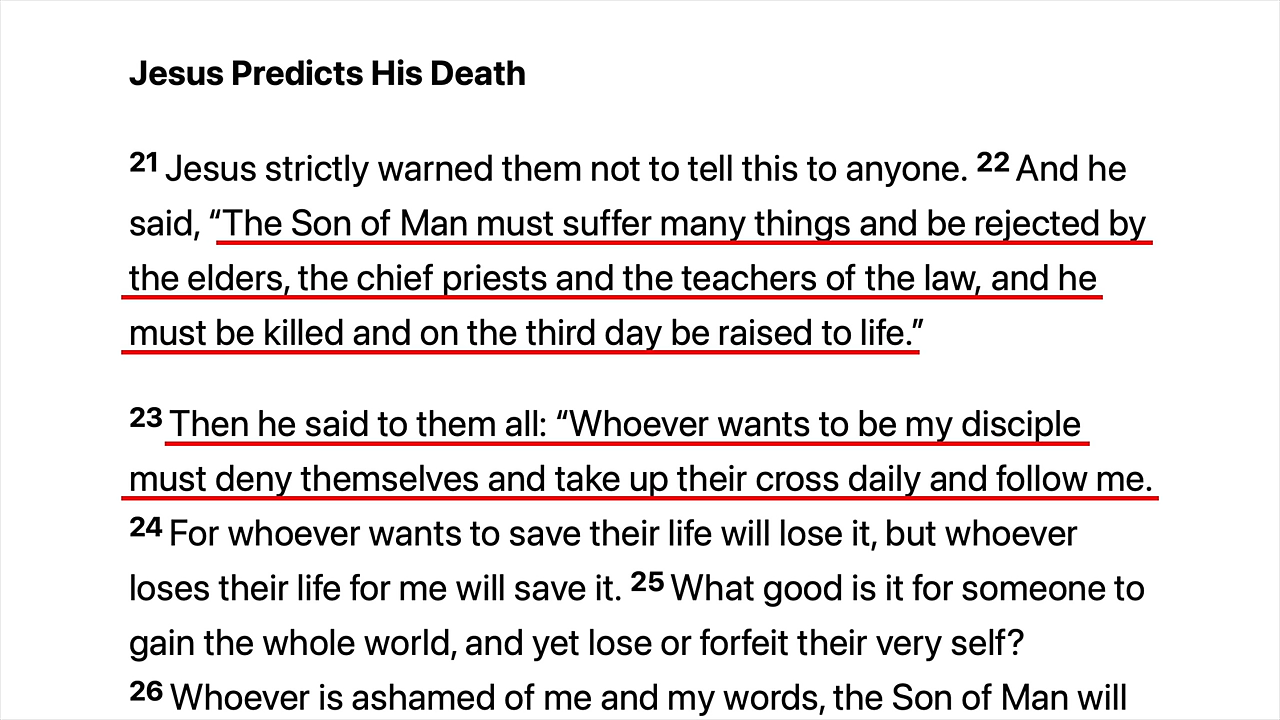 Jesus Predicts His Death
21 Jesus strictly warned them not to tell this to anyone. 22 And he
said, “The Son of Man must suffer many things and be rejected by
the elders, the chief priests and the teachers of the law, and he
must be killed and on the third day be raised to life.”
23 Then he said to them all: “Whoever wants to be my disciple
must deny themselves and take up their cross daily and follow me.
24 For whoever wants to save their life will lose it, but whoever
loses their life for me will save it. 25 What good is it for someone to
gain the whole world, and yet lose or forfeit their very self?
26 Whoever is ashamed of me and my words, the Son of Man will